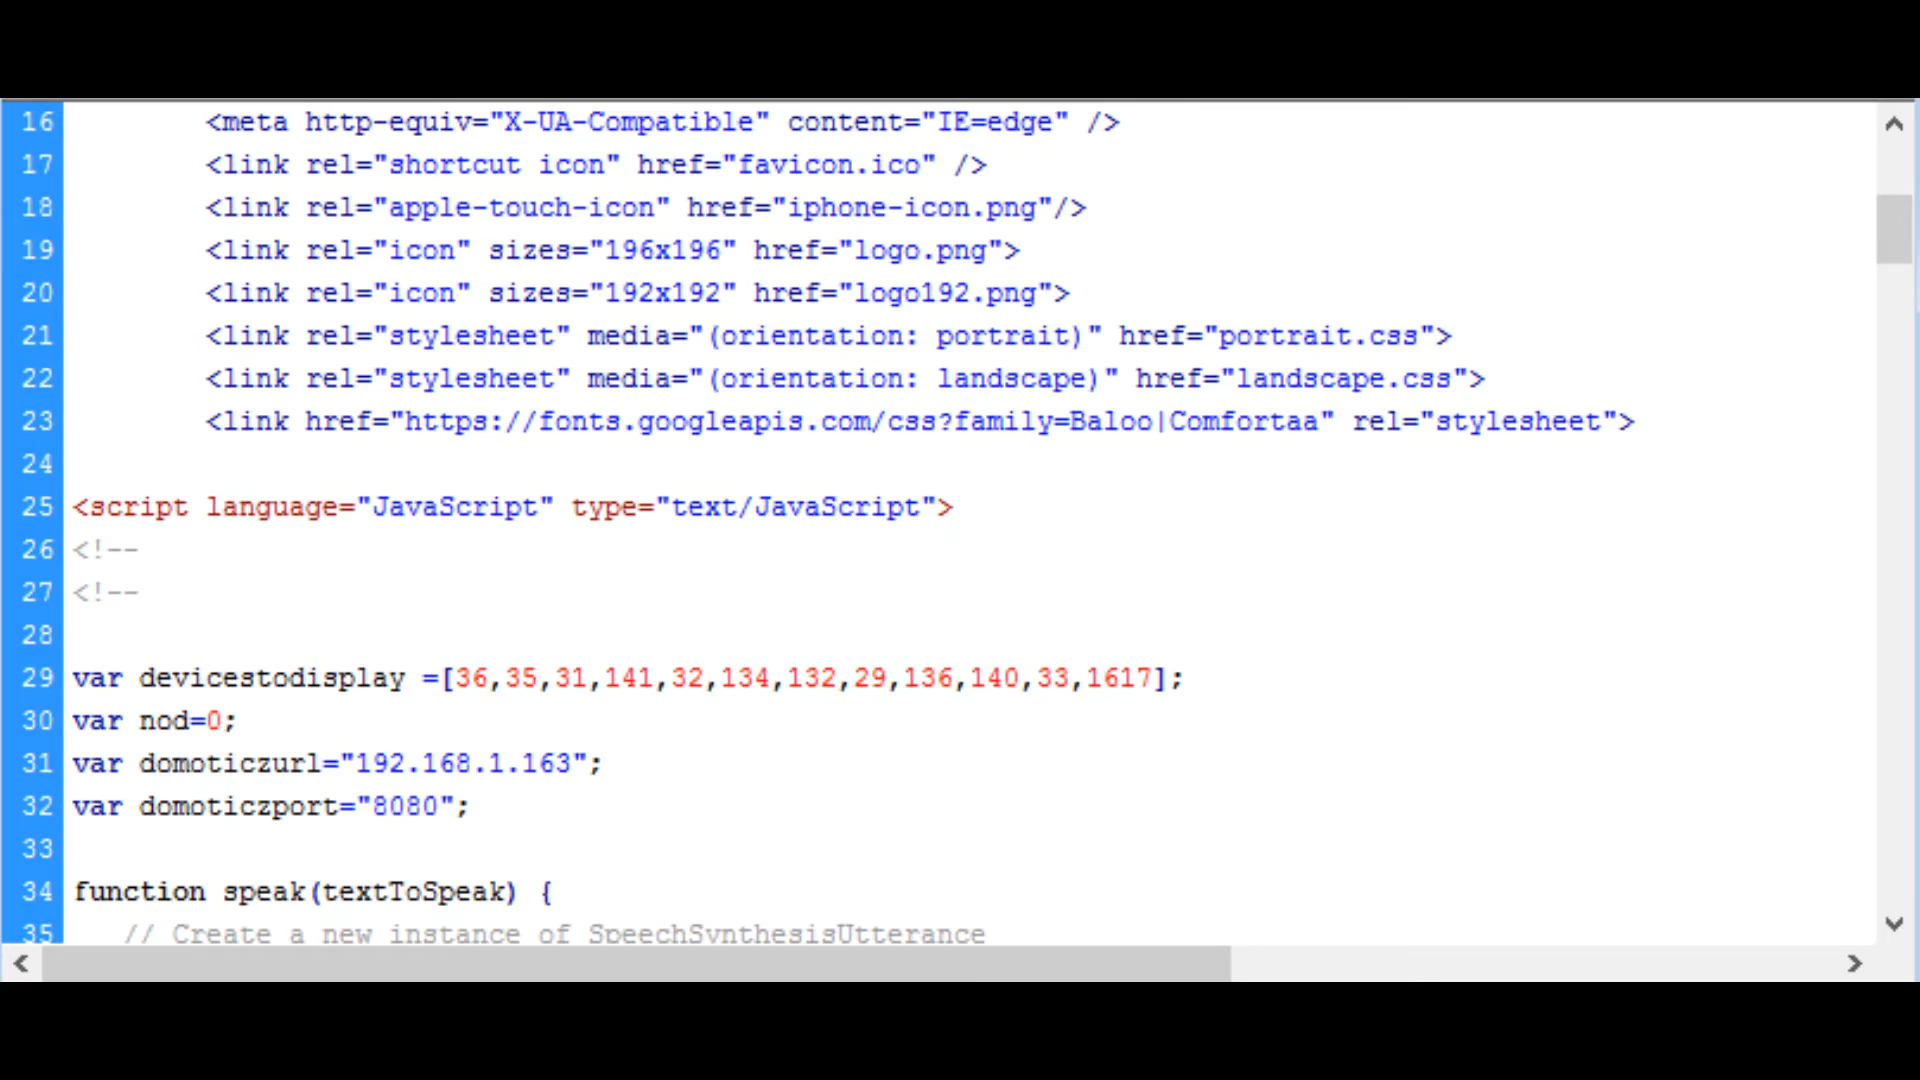 16 <meta http-equiv="X-UA-Compatible" content="IE=edge" />
17 <link rel="shortcut icon" href="favicon.ico" />
18 <link rel="apple-touch-icon" href="iphone-icon.png"/>
19 <link rel="icon" sizes="196x196" href="logo.png">
20 <link rel="icon" sizes="192x192" href="logo192.png">
21 <link rel="stylesheet" media="(orientation: portrait)" href="portrait.css">
22 <link rel="stylesheet" media="(orientation: landscape)" href="landscape.css">
23 <link href="https://fonts.googleapis.com/css?family=Baloo|Comfortaa" rel="stylesheet">
24
25 <script language="JavaScript" type="text/JavaScript">
26 <!--
27 <!--
28
29 var devicestodisplay =[36,35,31,141,32,134,132,29,136,140,33,1617];
30 var nod=0;
31 var domoticzurl="192.168.1.163";
32 var domoticzport="8080";
33
34 function speak(textToSpeak) {
35 // Create a new instance of SpeechSynthesisUtterance